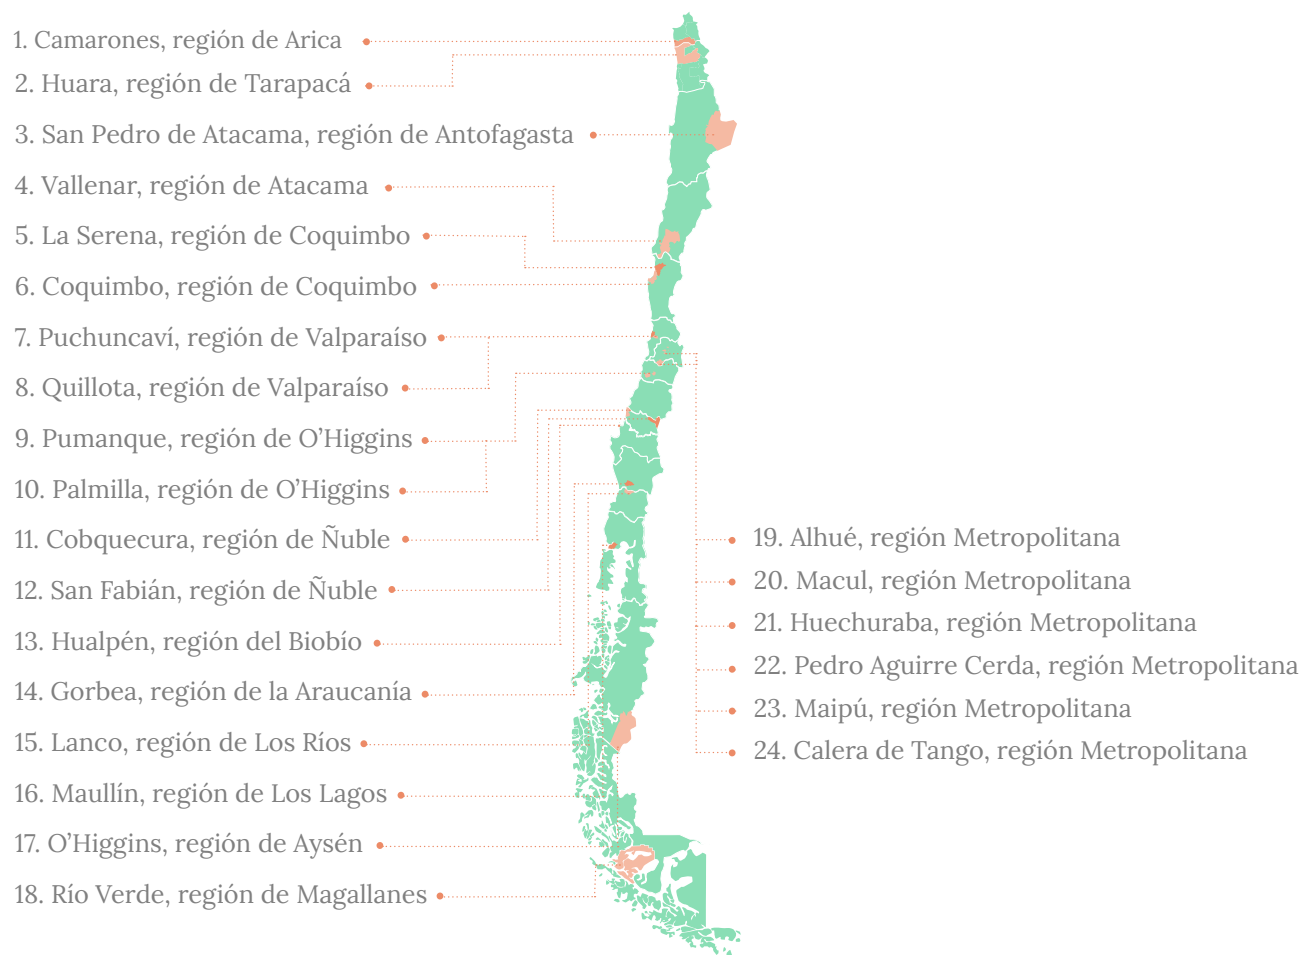 1. Camarones, región de Arica
2. Huara, región de Tarapacá
3. San Pedro de Atacama, región de Antofagasta
4. Vallenar, región de Atacama
5. La Serena, región de Coquimbo
6. Coquimbo, región de Coquimbo
7. Puchuncaví, región de Valparaíso
8. Quillota, región de Valparaíso
9. Pumanque, región de O’Higgins
10. Palmilla, región de O’Higgins
11. Cobquecura, región de Ñuble
12. San Fabián, región de Ñuble
13. Hualpén, región del Biobío
14. Gorbea, región de la Araucanía
15. Lanco, región de Los Ríos
16. Maullín, región de Los Lagos
17. O’Higgins, región de Aysén
18. Río Verde, región de Magallanes
19. Alhué, región Metropolitana
20. Macul, región Metropolitana
21. Huechuraba, región Metropolitana
22. Pedro Aguirre Cerda, región Metropolitana
23. Maipú, región Metropolitana
24. Calera de Tango, región Metropolitana